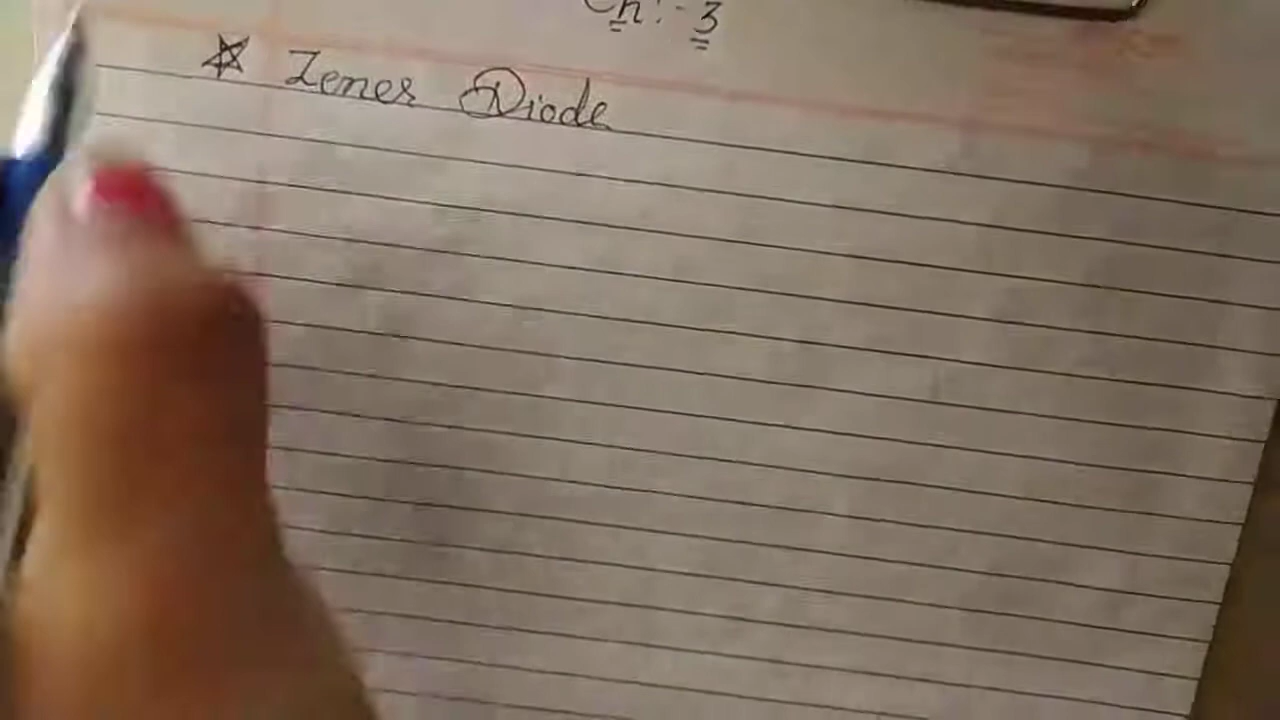 Ch:- 3
☆ Zener Diode